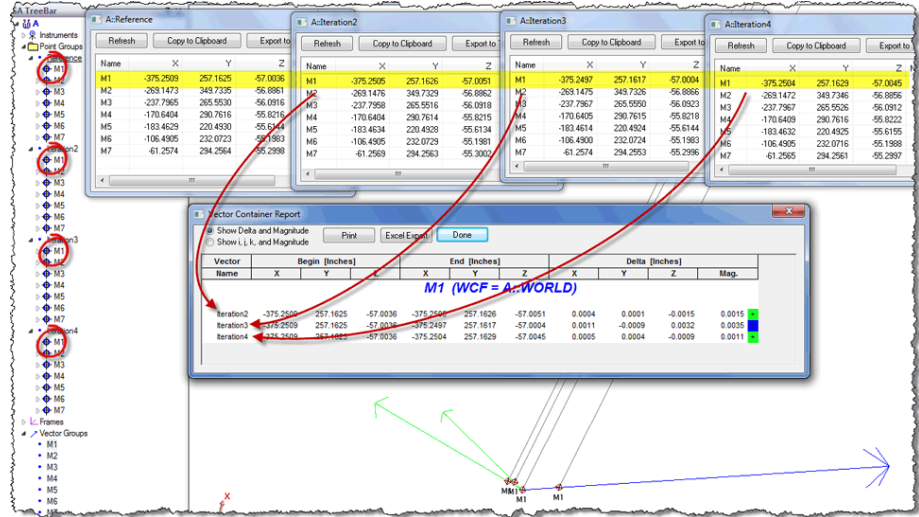 SA TreeBar
A
Instruments
Point Groups
Reference
M1
M2
M3
M4
M5
M6
M7
Iteration2
M1
M3
M4
M5
M6
M7
Iteration3
M1
M2
M3
M4
M5
M6
M7
Iteration4
M1
M2
M3
M4
M5
M6
M7
Frames
Vector Groups
M1
M2
M3
M4
M5
M6
M7
A::Reference
Refresh Copy to Clipboard Export to
Name X Y Z
M1 -375.2509 257.1625 -57.0036
M2 -269.1473 349.7335 -56.8861
M3 -237.7965 265.5530 -56.0916
M4 -170.6404 290.7616 -55.8216
M5 -183.4629 220.4930 -55.6144
M6 -106.4905 232.0723 -55.1983
M7 -61.2574 294.2564 -55.2998
A::Iteration2
Refresh Copy to Clipboard Export to
Name X Y Z
M1 -375.2505 257.1626 -57.0051
M2 -269.1476 349.7329 -56.8862
M3 -237.7958 265.5516 -56.0918
M4 -170.6405 290.7614 -55.8215
M5 -183.4634 220.4928 -55.6134
M6 -106.4905 232.0729 -55.1981
M7 -61.2569 294.2563 -55.3002
A::Iteration3
Refresh Copy to Clipboard Export to
Name X Y Z
M1 -375.2497 257.1617 -57.0004
M2 -269.1475 349.7326 -56.8866
M3 -237.7967 265.5550 -56.0923
M4 -170.6405 290.7615 -55.8218
M5 -183.4614 220.4929 -55.6144
M6 -106.4900 232.0719 -55.1983
M7 -61.2574 294.2553 -55.2996
A::Iteration4
Refresh Copy to Clipboard Export to
Name X Y Z
M1 -375.2504 257.1629 -57.0045
M2 -269.1472 349.7346 -56.8856
M3 -237.7967 265.5526 -56.0912
M4 -170.6409 290.7616 -55.8222
M5 -183.4632 220.4925 -55.6155
M6 -106.4905 232.0716 -55.1988
M7 -61.2565 294.2561 -55.2997
Vector Container Report
Show Delta and Magnitude
Show i, j, k, and Magnitude
Print Excel Export Done
Vector Begin [Inches] End [Inches] Delta [Inches]
Name X Y Z X Y Z X Y Z Mag.
M1 (WCF = A::WORLD)
Iteration2 -375.2509 257.1625 -57.0036 -375.2505 257.1626 -57.0051 0.0004 0.0001 -0.0015 0.0015
Iteration3 -375.2509 257.1625 -57.0036 -375.2497 257.1617 -57.0004 0.0011 -0.0009 0.0032 0.0035
Iteration4 -375.2509 257.1625 -57.0036 -375.2504 257.1629 -57.0045 0.0005 0.0004 -0.0009 0.0011
M1
M1
M1
X